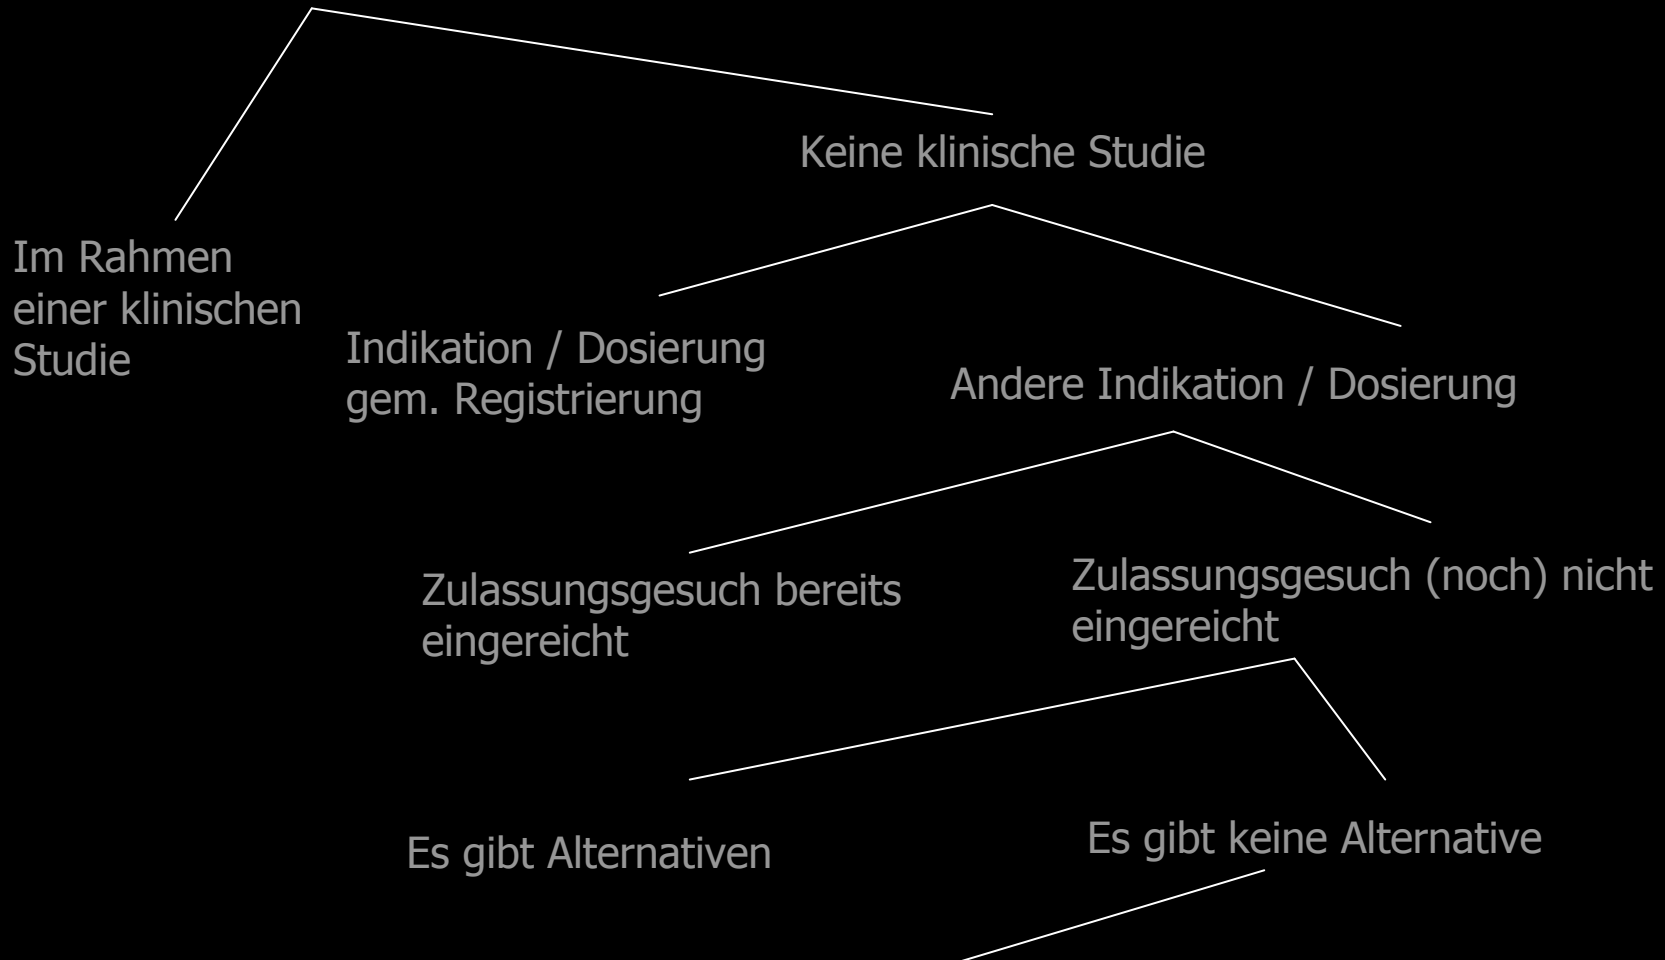 Keine klinische Studie
Im Rahmen
einer klinischen
Studie
Indikation / Dosierung
gem. Registrierung
Andere Indikation / Dosierung
Zulassungsgesuch bereits
eingereicht
Zulassungsgesuch (noch) nicht
eingereicht
Es gibt Alternativen
Es gibt keine Alternative